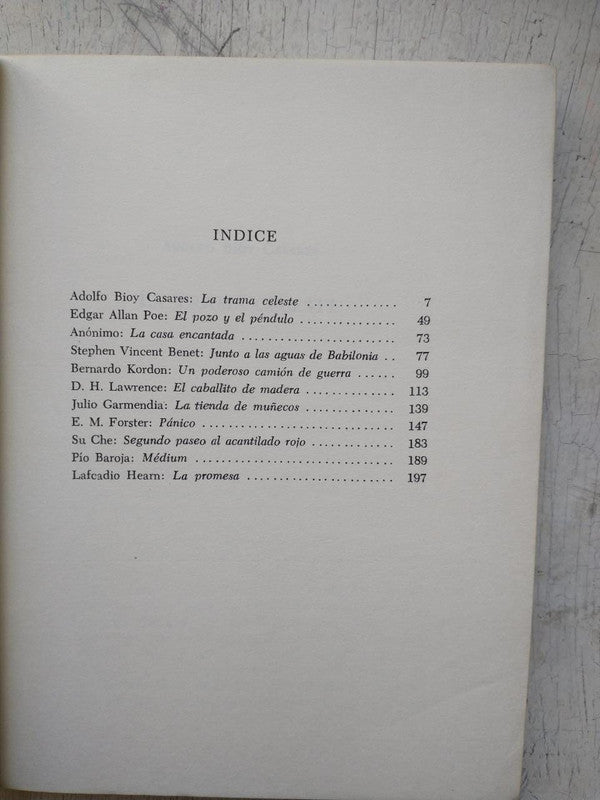 INDICE
Adolfo Bioy Casares: La trama celeste .............. 7
Edgar Allan Poe: El pozo y el péndulo ............... 49
Anónimo: La casa encantada ........................ 73
Stephen Vincent Benet: Junto a las aguas de Babilonia .. 77
Bernardo Kordon: Un poderoso camión de guerra ...... 99
D. H. Lawrence: El caballito de madera .............. 113
Julio Garmendia: La tienda de muñecos .............. 139
E. M. Forster: Pánico .............................. 147
Su Che: Segundo paseo al acantilado rojo ............. 183
Pío Baroja: Médium ............................... 189
Lafcadio Hearn: La promesa ....................... 197